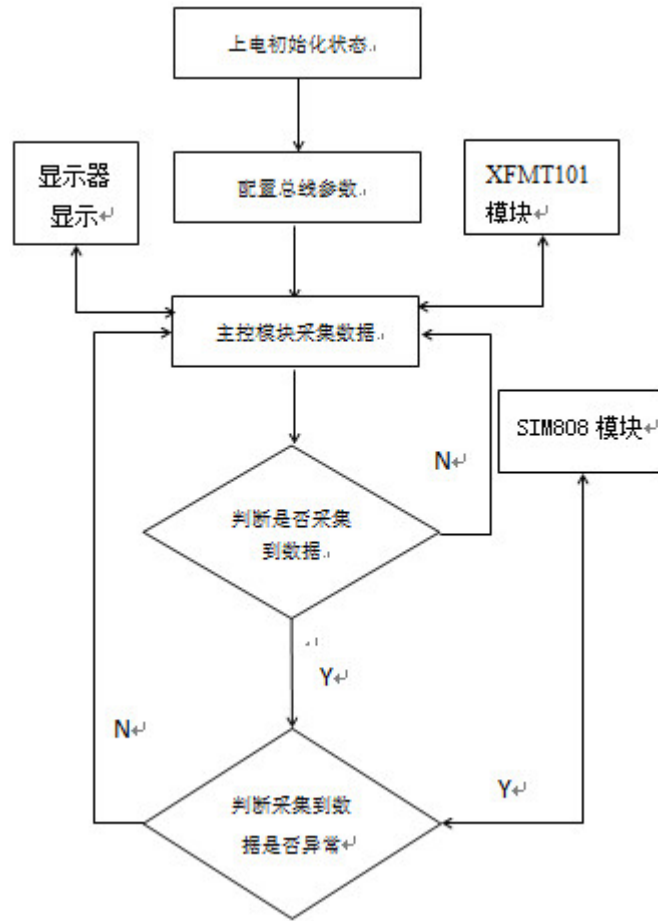 上电初始化状态
显示器
显示
配置总线参数
XFMT101
模块
主控模块采集数据
SIM808 模块
N
判断是否采集
到数据
Y
N
Y
判断采集到数
据是否异常